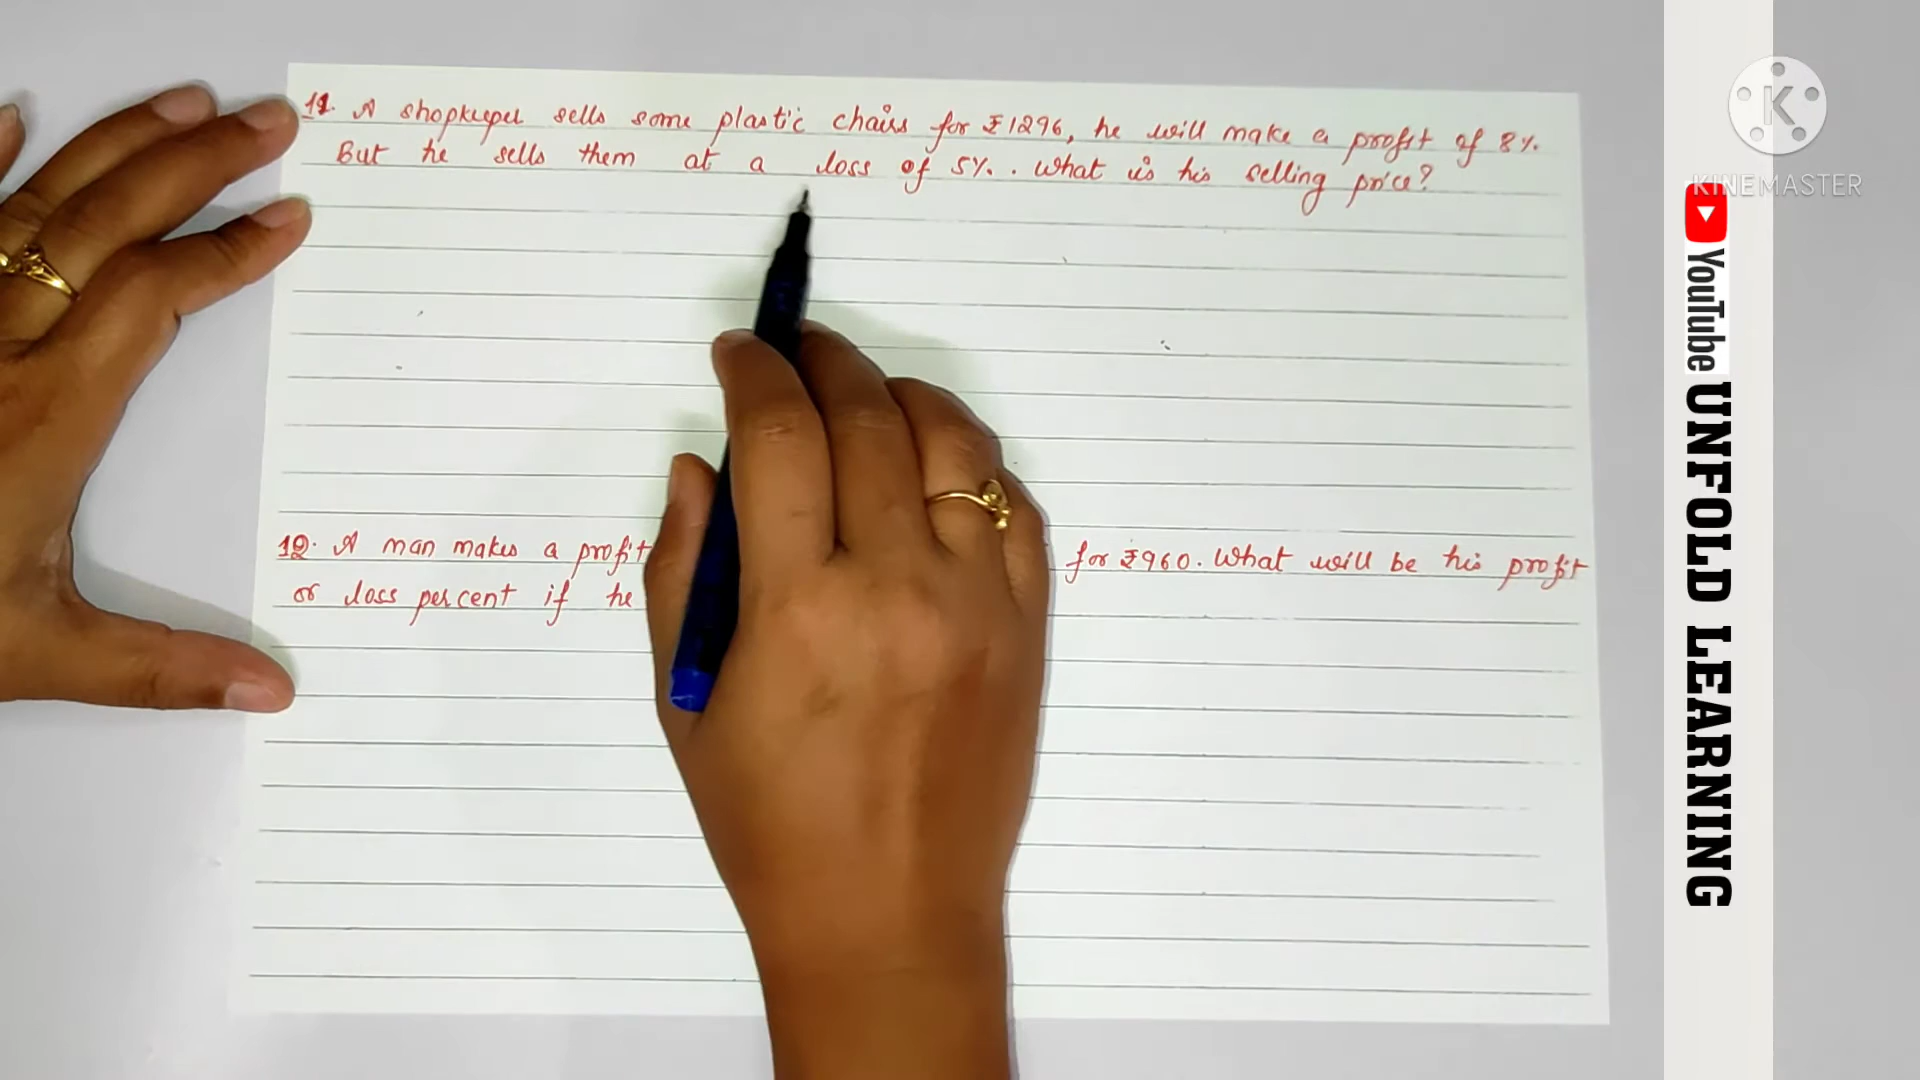 11. A shopkeeper sells some plastic chairs for ₹1296, he will make a profit of 8%.
But he sells them at a loss of 5%. What is his selling price?
12. A man makes a profit for ₹960. What will be his profit
or loss percent if he
K
KINEMASTER
YouTube UNFOLD LEARNING